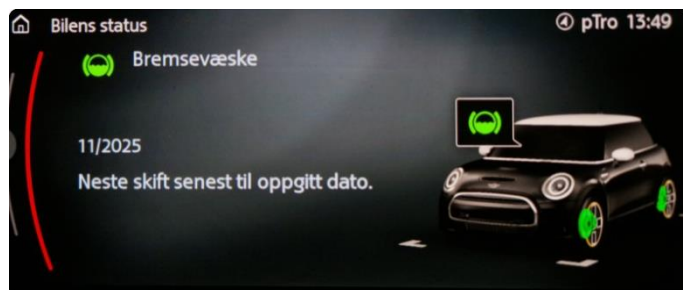 Bilens status
pTro 13:49
Bremsevæske
11/2025
Neste skift senest til oppgitt dato.